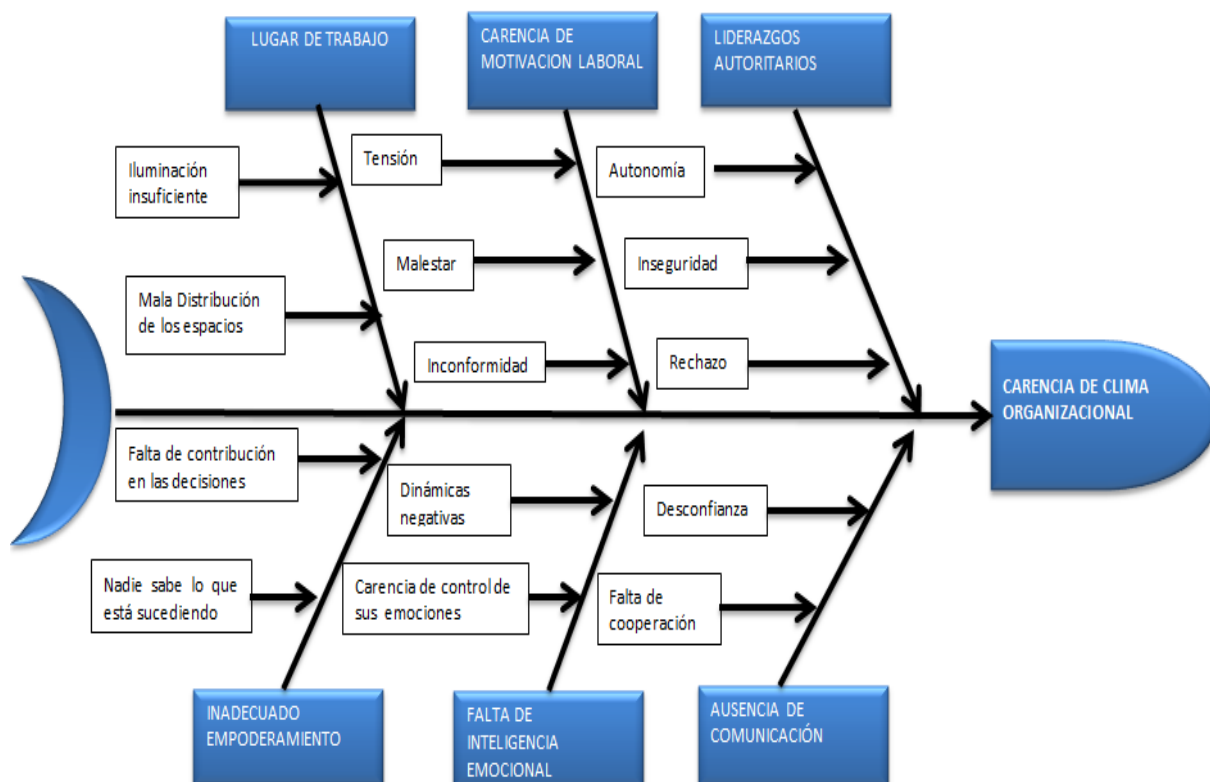 LUGAR DE TRABAJO
CARENCIA DE
MOTIVACION LABORAL
LIDERAZGOS
AUTORITARIOS
Iluminación
insuficiente
Tensión
Autonomía
Malestar
Inseguridad
Mala Distribución
de los espacios
Inconformidad
Rechazo
CARENCIA DE CLIMA
ORGANIZACIONAL
Falta de contribución
en las decisiones
Dinámicas
negativas
Desconfianza
Nadie sabe lo que
está sucediendo
Carencia de control de
sus emociones
Falta de
cooperación
INADECUADO
EMPODERAMIENTO
FALTA DE
INTELIGENCIA
EMOCIONAL
AUSENCIA DE
COMUNICACIÓN